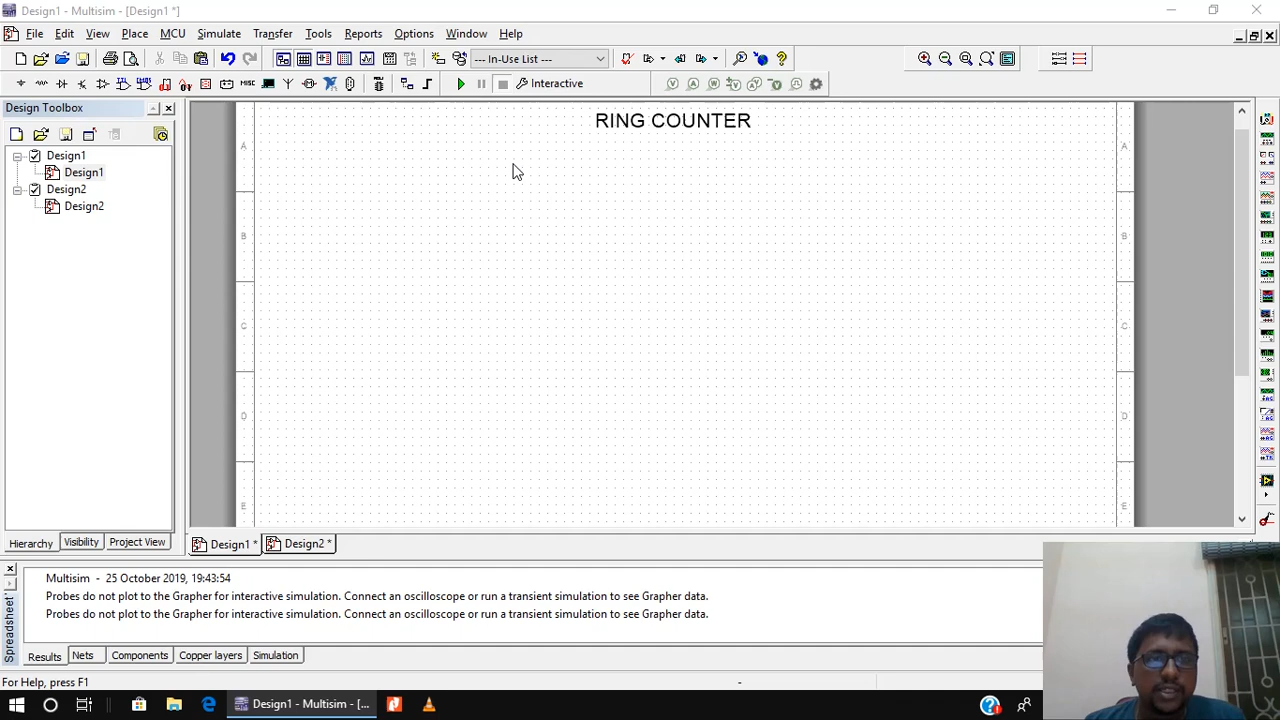 Design1 - Multisim - [Design1 *]
File Edit View Place MCU Simulate Transfer Tools Reports Options Window Help
--- In-Use List ---
Interactive
Design Toolbox
Design1
Design1
Design2
Design2
Hierarchy Visibility Project View
RING COUNTER
A A
B B
C C
D D
E E
Design1 * Design2 *
Spreadsheet
Multisim - 25 October 2019, 19:43:54
Probes do not plot to the Grapher for interactive simulation. Connect an oscilloscope or run a transient simulation to see Grapher data.
Probes do not plot to the Grapher for interactive simulation. Connect an oscilloscope or run a transient simulation to see Grapher data.
Results Nets Components Copper layers Simulation
For Help, press F1
-
Design1 - Multisim - [...